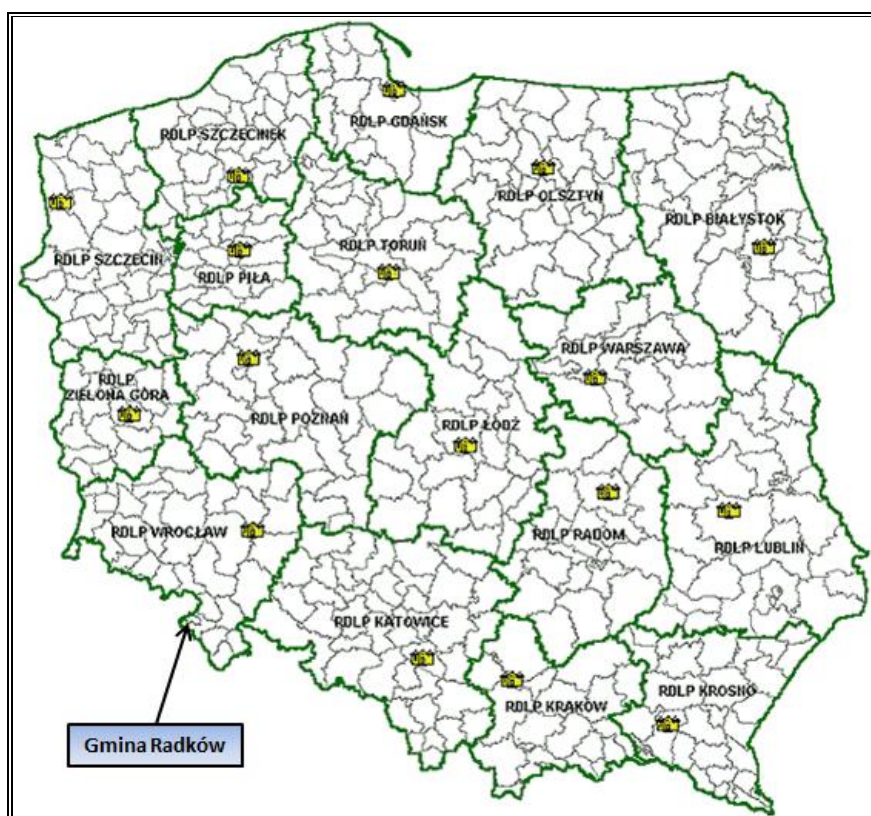 RDLP GDAŃSK
RDLP SZCZECINEK
RDLP OLSZTYN
RDLP BIAŁYSTOK
RDLP TORUŃ
RDLP SZCZECIN
RDLP PIŁA
RDLP WARSZAWA
RDLP
ZIELONA GÓRA
RDLP POZNAŃ
RDLP ŁÓDŹ
RDLP WROCŁAW
RDLP RADOM
RDLP LUBLIN
RDLP KATOWICE
RDLP KROSNO
RDLP KRAKÓW
Gmina Radków